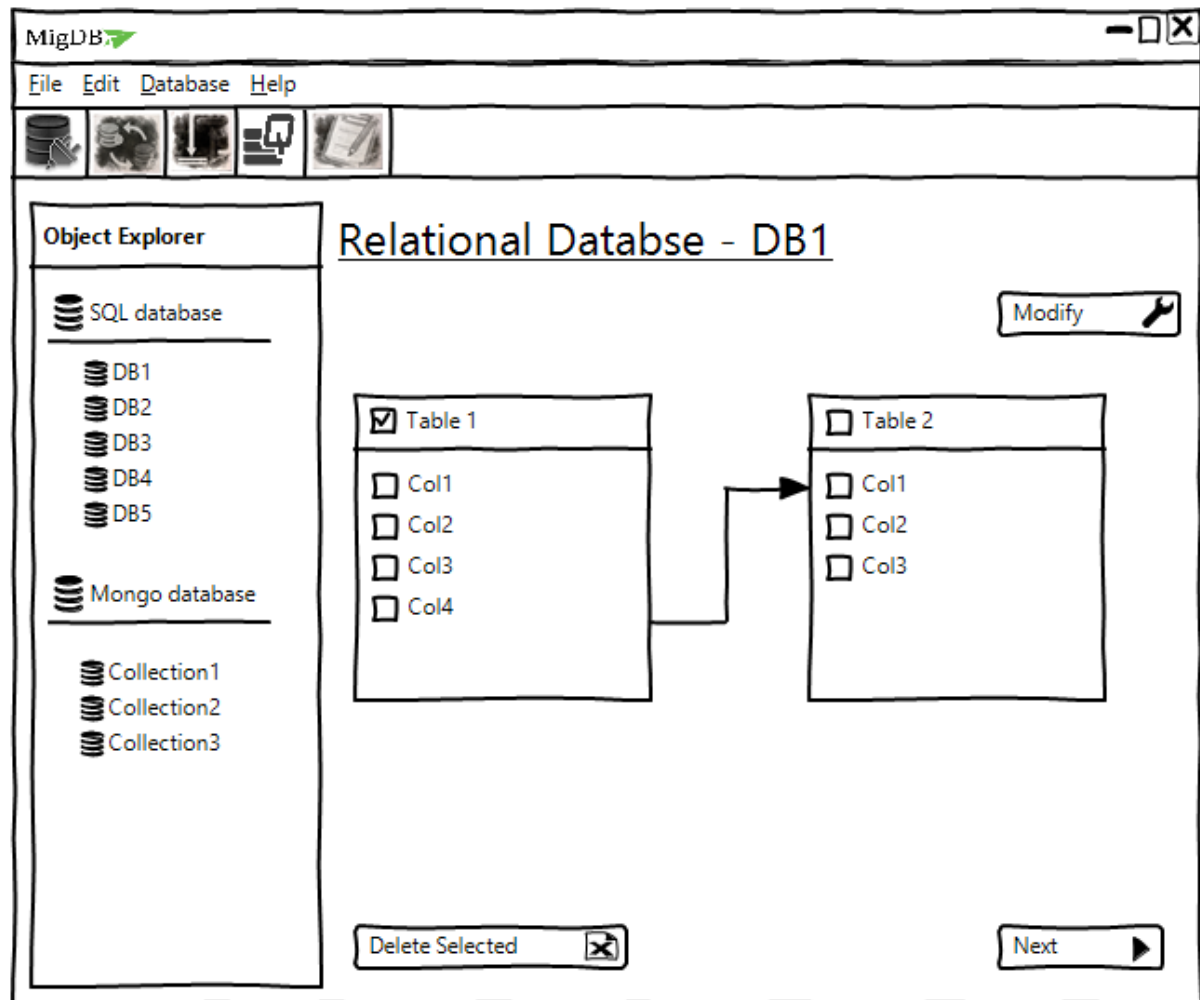 MigDB
File Edit Database Help
Object Explorer
SQL database
DB1
DB2
DB3
DB4
DB5
Mongo database
Collection1
Collection2
Collection3
Relational Databse - DB1
Modify
Table 1
Col1
Col2
Col3
Col4
Table 2
Col1
Col2
Col3
Delete Selected
Next